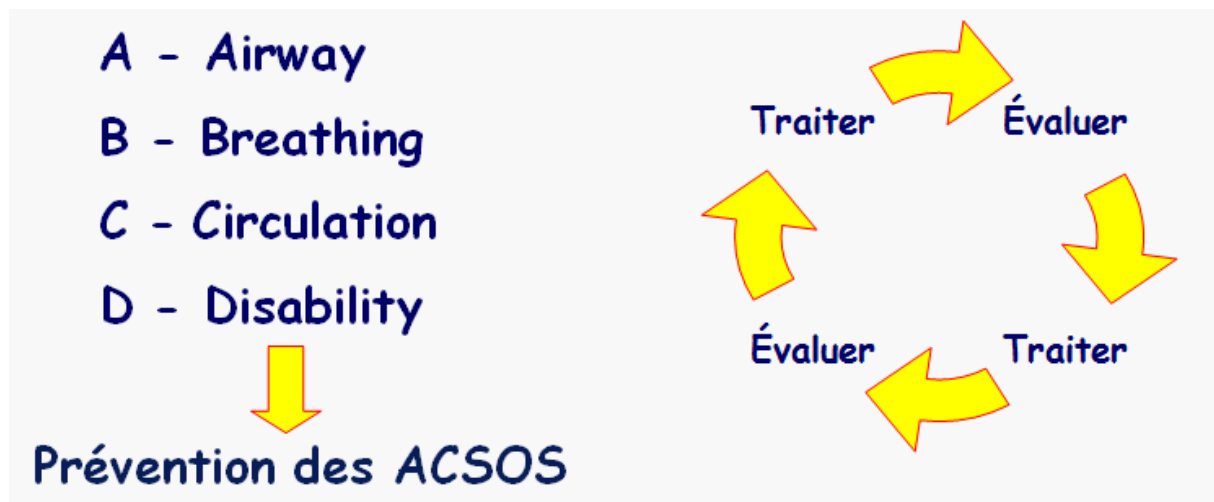 A - Airway
B - Breathing
C - Circulation
D - Disability
Prévention des ACSOS
Traiter
Évaluer
Évaluer
Traiter